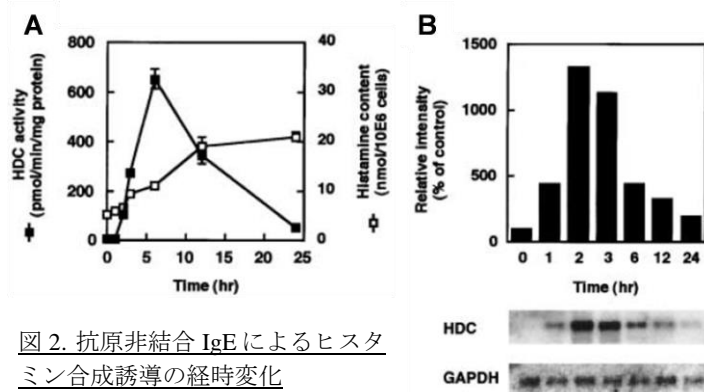 A
B
800
600
400
200
0
40
30
20
10
0
HDC activity
(pmol/min/mg protein)
Histamine content
(nmol/10E6 cells)
0 5 10 15 20 25
Time (hr)
1500
1000
500
0
Relative intensity
(% of control)
0 1 2 3 6 12 24
Time (hr)
HDC
GAPDH
図 2. 抗原非結合 IgE によるヒスタ
ミン合成誘導の経時変化